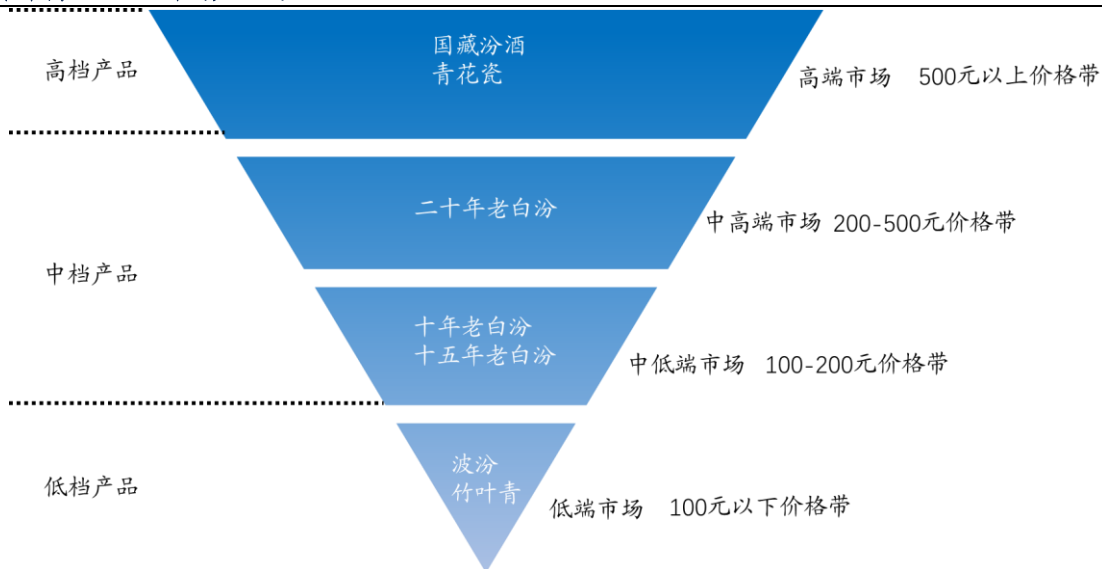 国藏汾酒
青花瓷
高档产品
高端市场 500元以上价格带
二十年老白汾
中高端市场 200-500元价格带
中档产品
十年老白汾
十五年老白汾
中低端市场 100-200元价格带
波汾
竹叶青
低档产品
低端市场 100元以下价格带